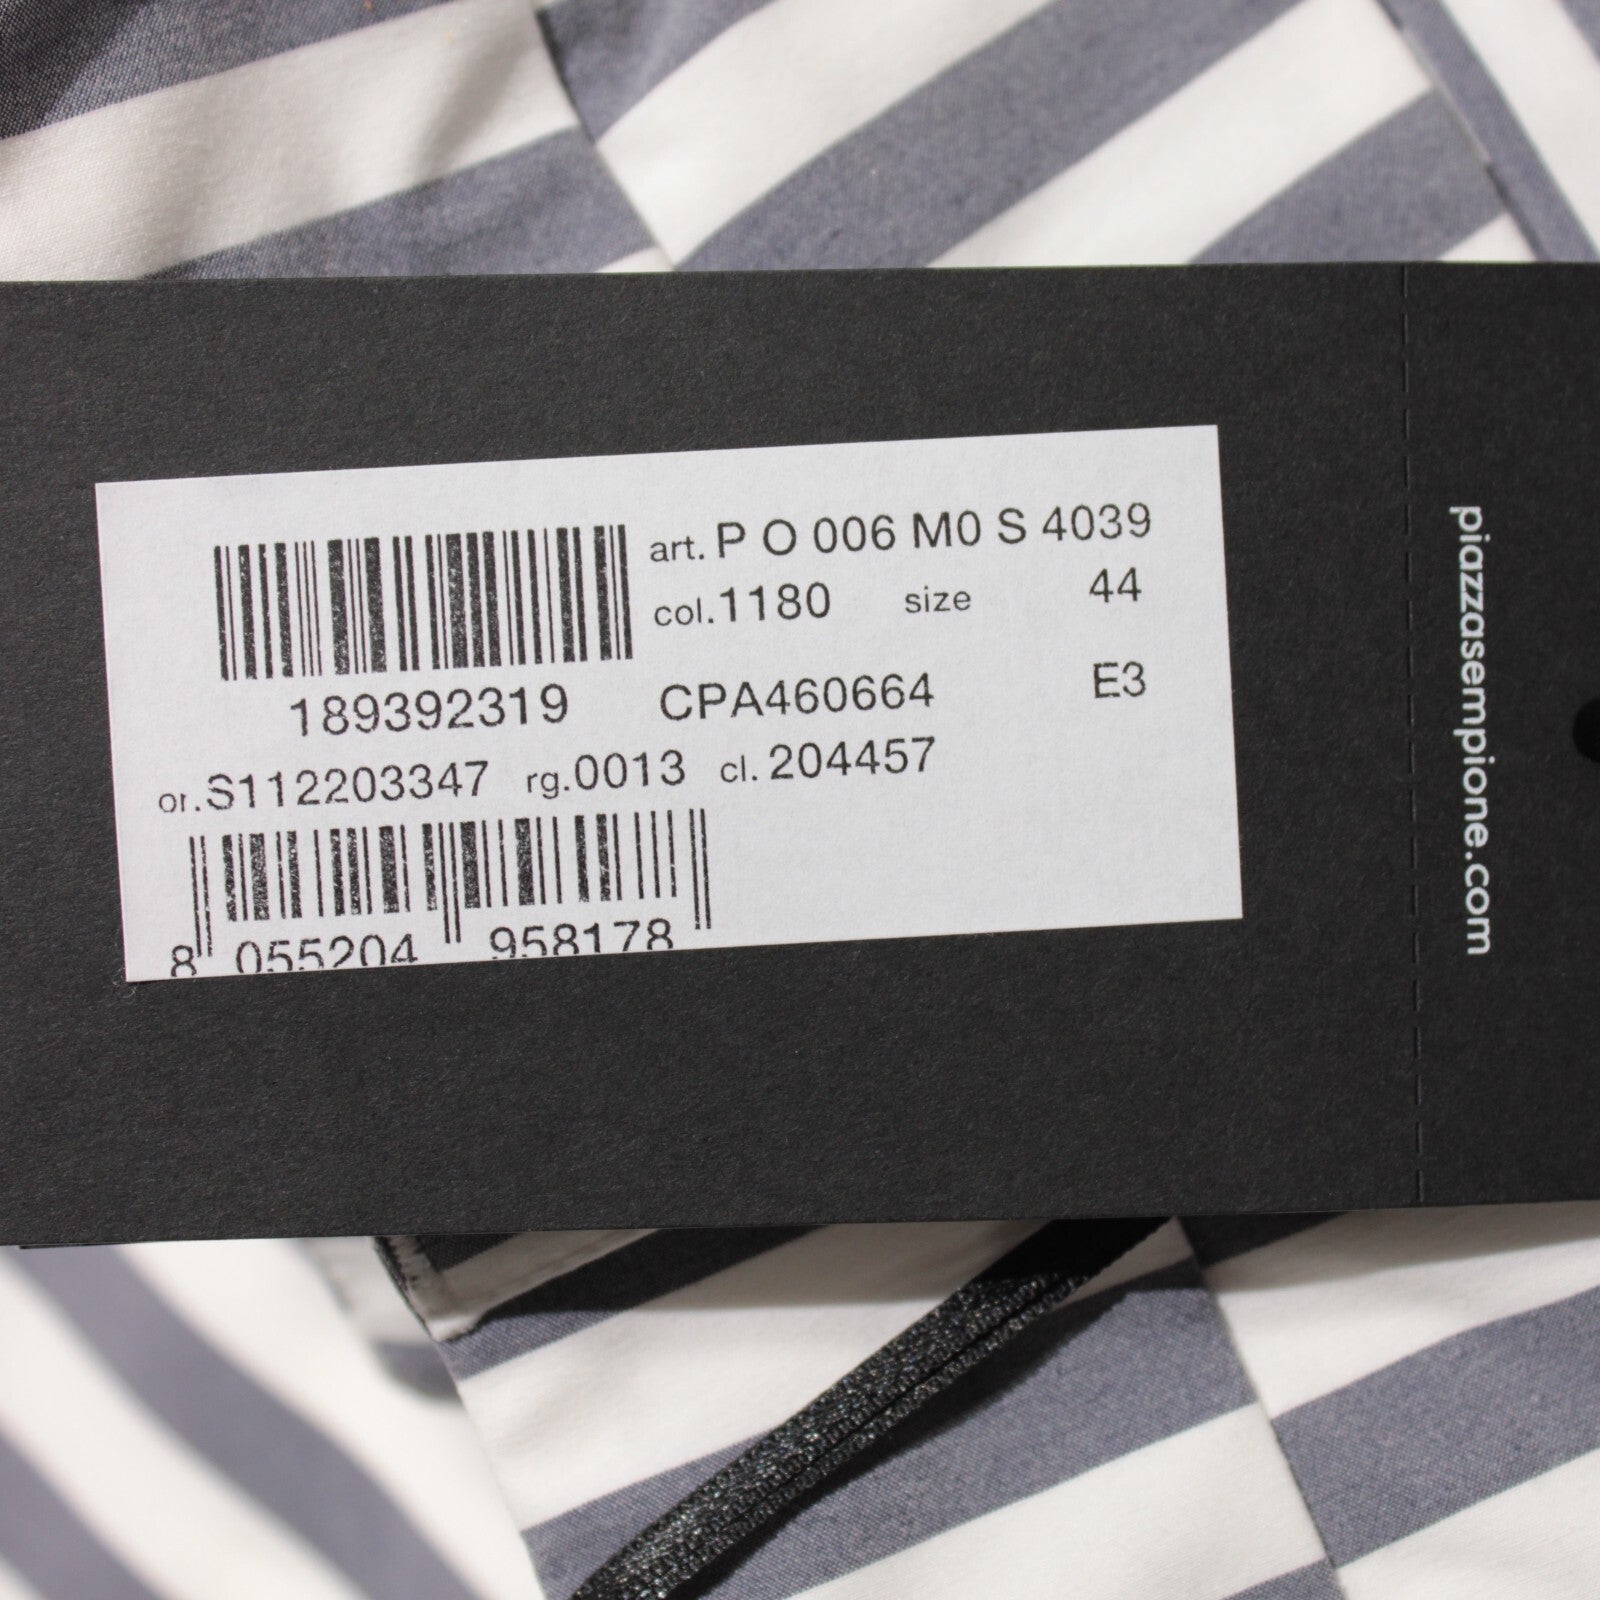 art. P O 006 M0 S 4039
col.1180 size 44
189392319 CPA460664 E3
or.S112203347 rg.0013 cl. 204457
8 055204 958178
piazzasempione.com